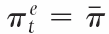 π_t^e = π̄